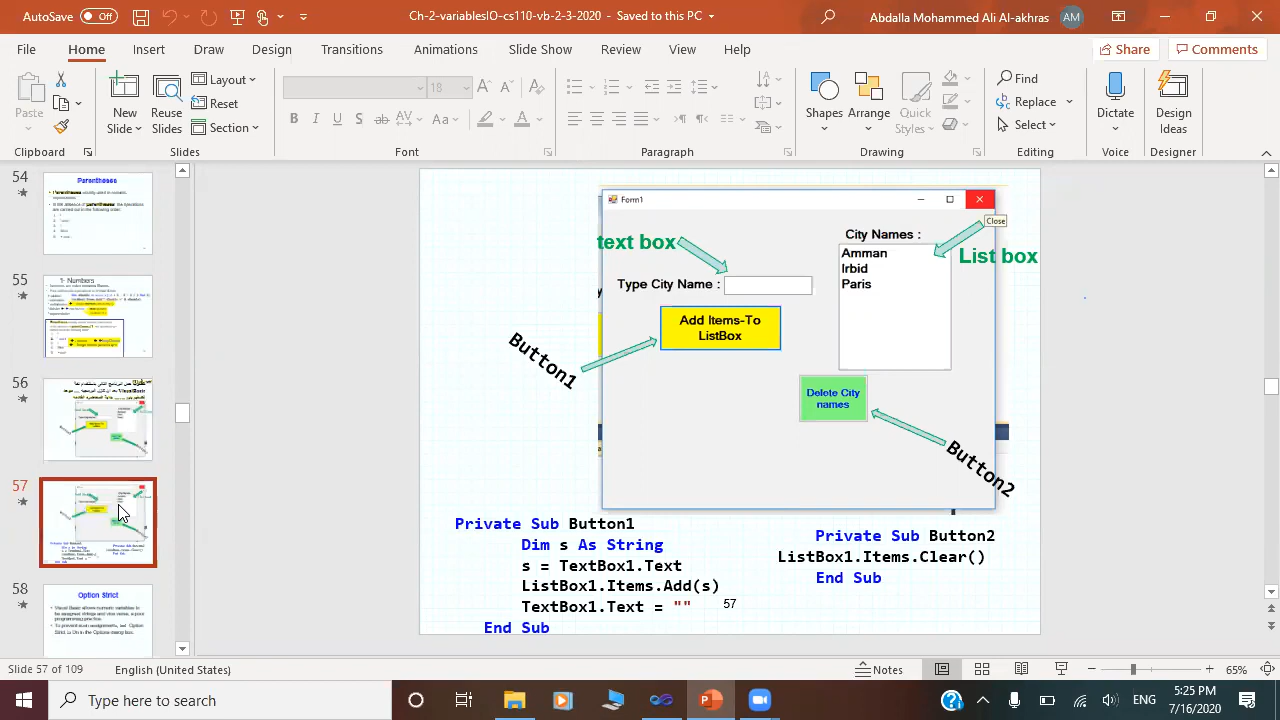 AutoSave Off
Ch-2-variablesIO-cs110-vb-2-3-2020 - Saved to this PC
Abdalla Mohammed Ali Al-akhras AM
File Home Insert Draw Design Transitions Animations Slide Show Review View Help Share Comments
Paste
New Slide
Reuse Slides
Layout
Reset
Section
18
Shapes
Arrange
Quick Styles
Find
Replace
Select
Dictate
Design Ideas
Clipboard Slides Font Paragraph Drawing Editing Voice Designer
54
Parentheses
55
1- Numbers
56
57
58
Option Strict
Form1
Close
text box
City Names :
List box
Amman
Irbid
Paris
Type City Name :
Add Items-To
ListBox
Button1
Delete City
names
Button2
Private Sub Button1
Dim s As String
s = TextBox1.Text
ListBox1.Items.Add(s)
TextBox1.Text = ""
End Sub
Private Sub Button2
ListBox1.Items.Clear()
End Sub
57
Slide 57 of 109
English (United States)
Notes
65%
Type here to search
ENG
5:25 PM
7/16/2020